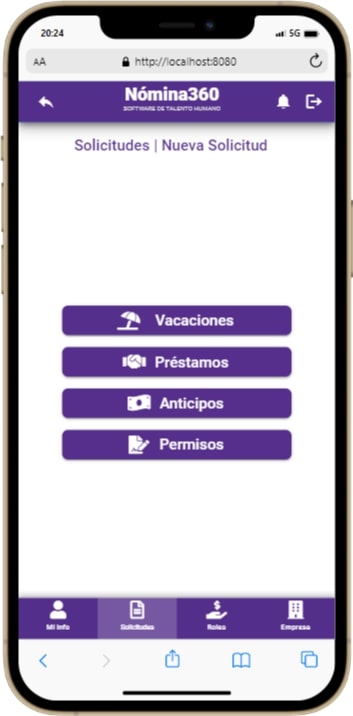 20:24
5G
AA
http://localhost:8080
Nómina360
SOFTWARE DE TALENTO HUMANO
Solicitudes | Nueva Solicitud
Vacaciones
Préstamos
Anticipos
Permisos
Mi Info
Solicitudes
Roles
Empresa